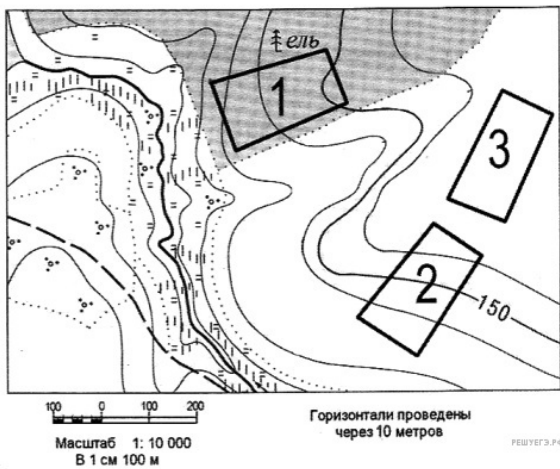 ель
1
3
2
150
100 0 100 200
Масштаб 1: 10 000
В 1 см 100 м
Горизонтали проведены
через 10 метров
РЕШУЕГЭ.РФ